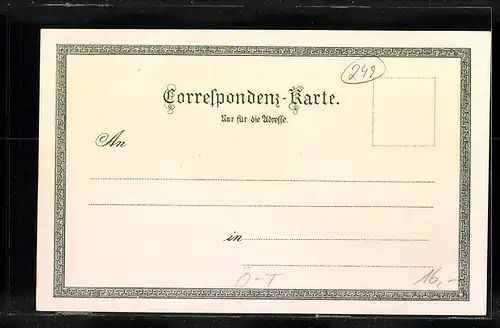 249
Correſpondenz-Karte.
Nur für die Adreſſe.
An
in
Ö-T
16,-